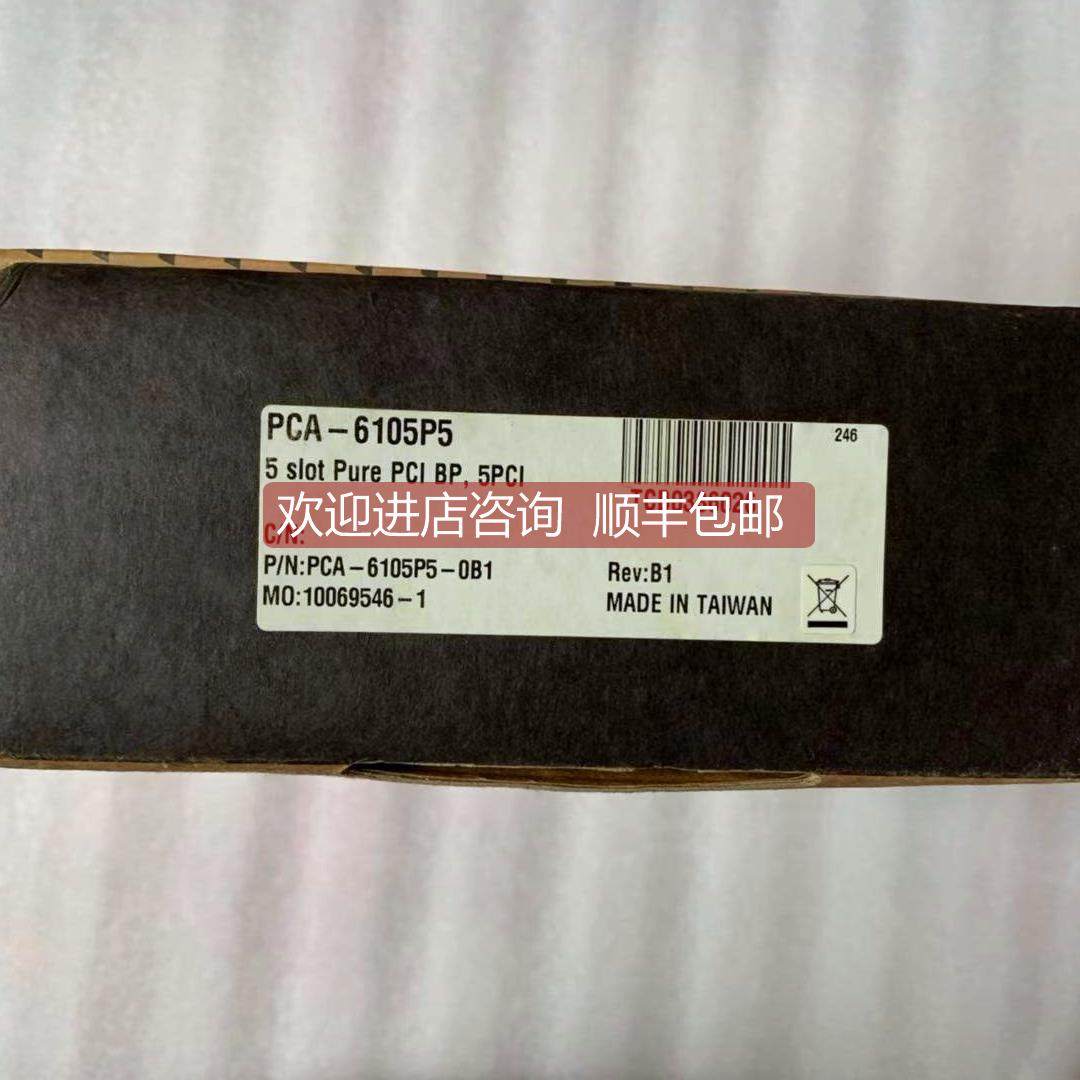 PCA-6105P5
246
5 slot Pure PCI BP, 5PCI
欢迎进店咨询 顺丰包邮
C/N:
P/N:PCA-6105P5-0B1
Rev:B1
MO:10069546-1
MADE IN TAIWAN